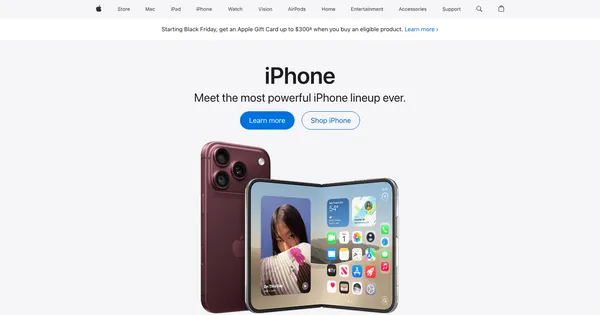 Store Mac iPad iPhone Watch Vision AirPods Home Entertainment Accessories Support
Starting Black Friday, get an Apple Gift Card up to $300± when you buy an eligible product. Learn more >
iPhone
Meet the most powerful iPhone lineup ever.
Learn more Shop iPhone
54°